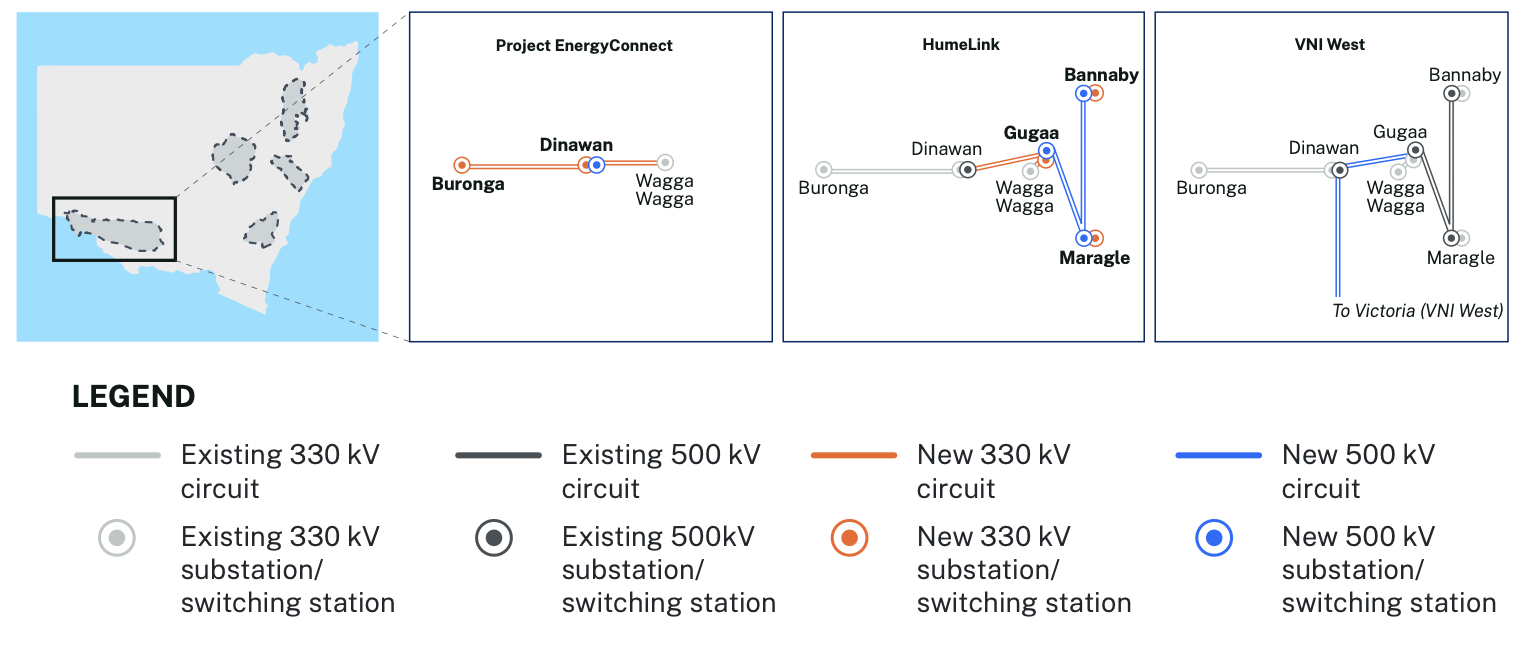 Project EnergyConnect
Dinawan
Buronga
Wagga
Wagga
HumeLink
Bannaby
Gugaa
Dinawan
Buronga
Wagga
Wagga
Maragle
VNI West
Bannaby
Gugaa
Dinawan
Buronga
Wagga
Wagga
Maragle
To Victoria (VNI West)
LEGEND
Existing 330 kV
circuit
Existing 500 kV
circuit
New 330 kV
circuit
New 500 kV
circuit
Existing 330 kV
substation/
switching station
Existing 500kV
substation/
switching station
New 330 kV
substation/
switching station
New 500 kV
substation/
switching station